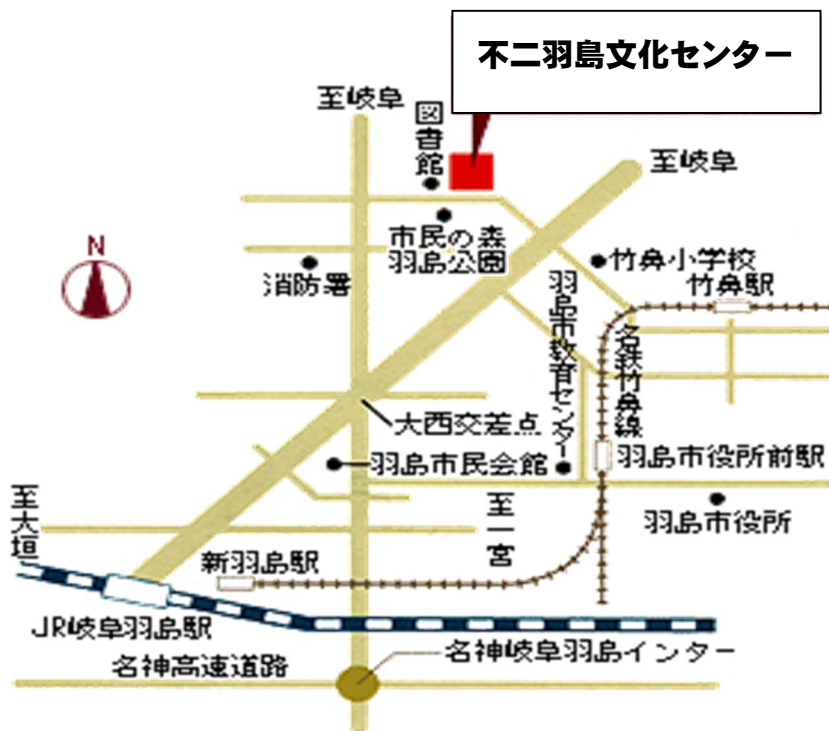 不二羽島文化センター
至岐阜
図書館
至岐阜
市民の森
羽島公園
N
消防署
竹鼻小学校
竹鼻駅
羽島市教育センター
名鉄竹鼻線
大西交差点
羽島市民会館
羽島市役所前駅
至大垣
至一宮
羽島市役所
新羽島駅
JR岐阜羽島駅
名神岐阜羽島インター
名神高速道路